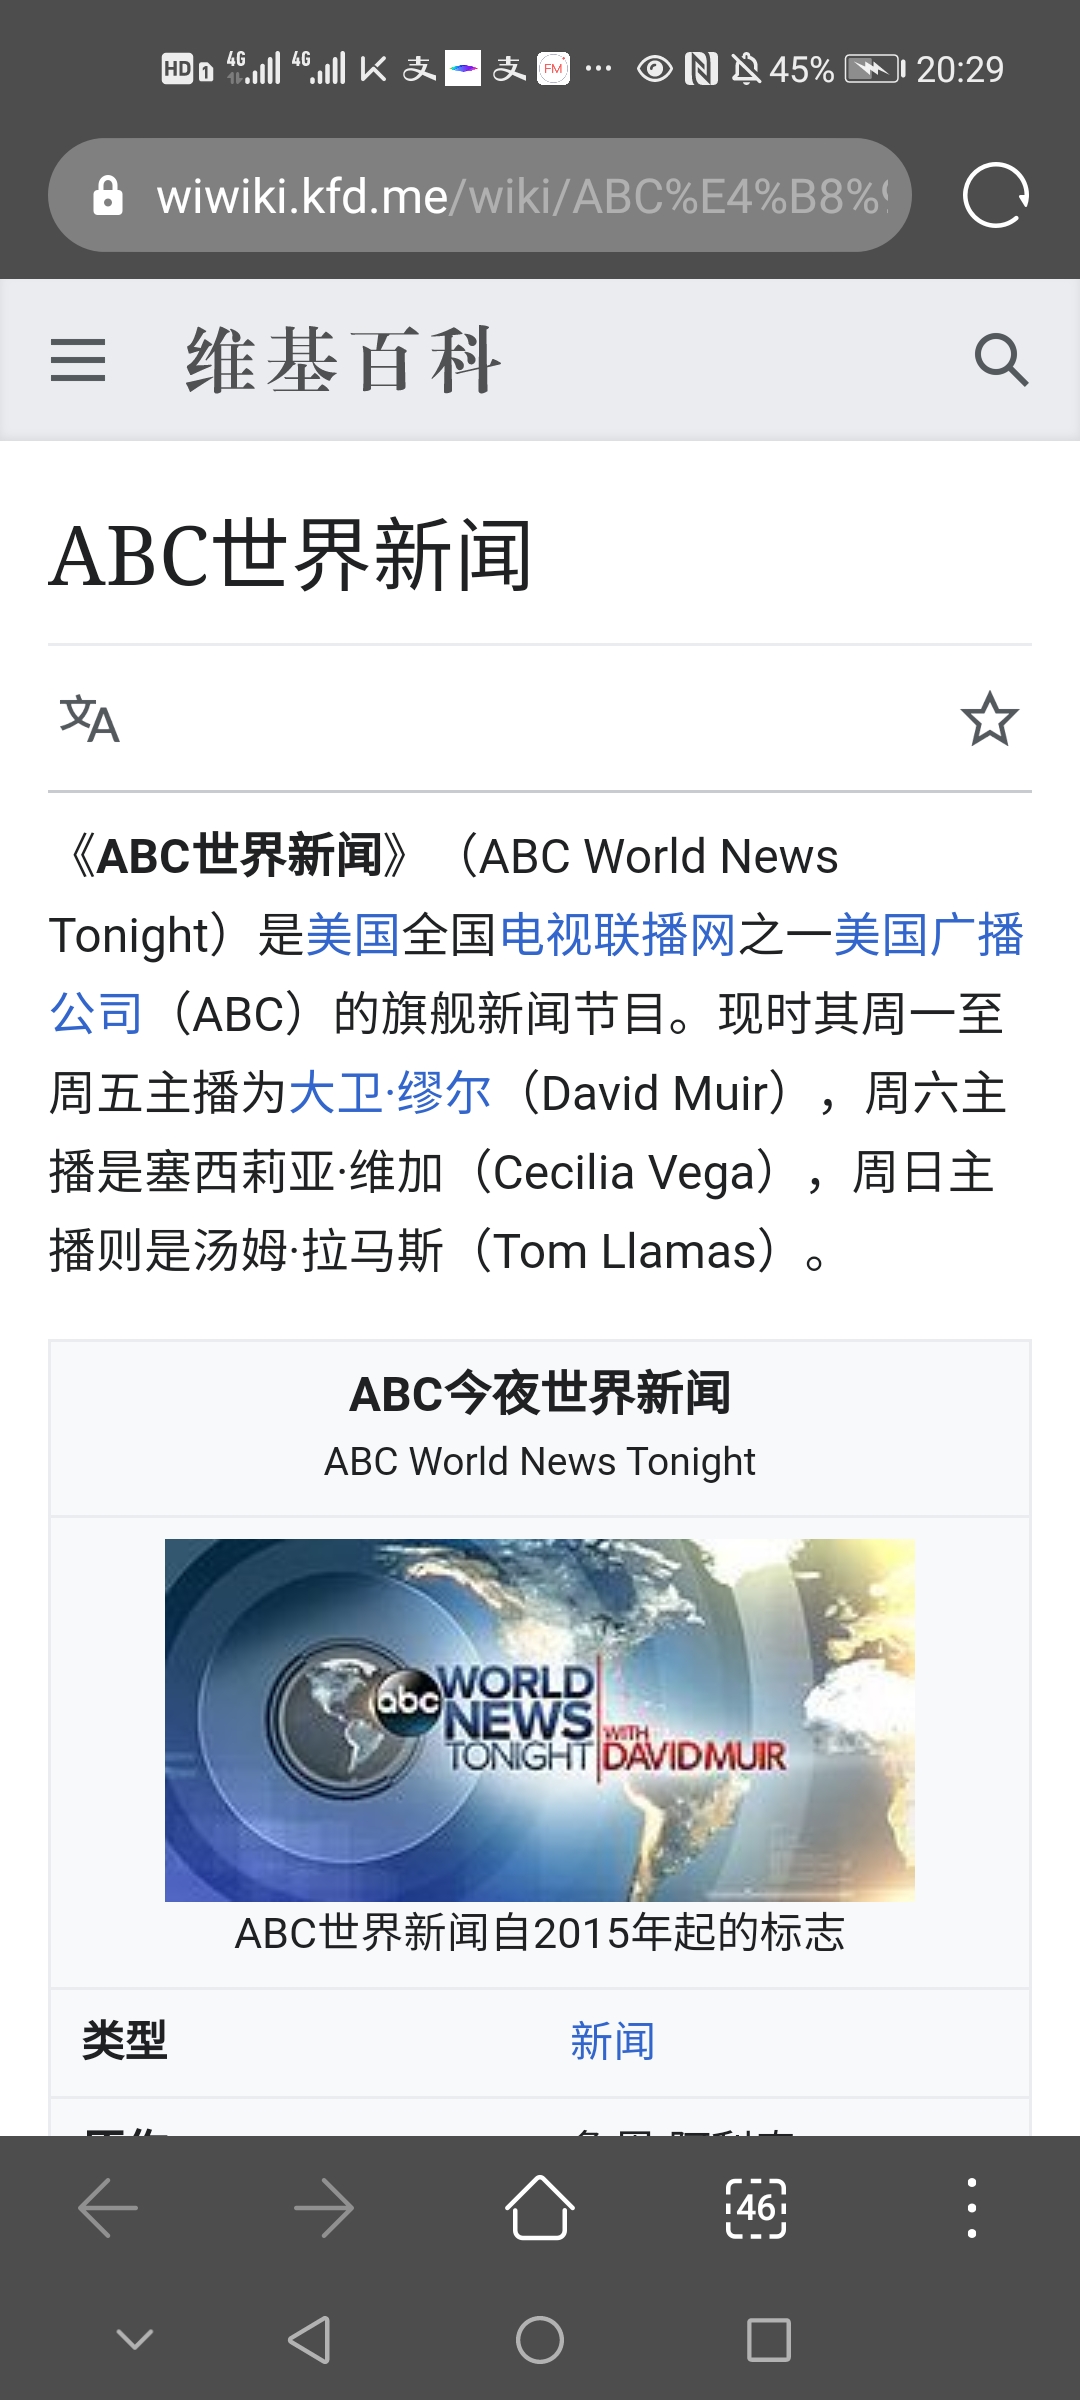 HD 1 4G 4G 支 支 FM ... 45% 20:29
wiwiki.kfd.me/wiki/ABC%E4%B8%
维基百科
ABC世界新闻
文A
《ABC世界新闻》（ABC World News
Tonight）是美国全国电视联播网之一美国广播
公司（ABC）的旗舰新闻节目。现时其周一至
周五主播为大卫·缪尔（David Muir），周六主
播是塞西莉亚·维加（Cecilia Vega），周日主
播则是汤姆·拉马斯（Tom Llamas）。
ABC今夜世界新闻
ABC World News Tonight
abc WORLD
NEWS
TONIGHT
WITH
DAVID MUIR
ABC世界新闻自2015年起的标志
类型 新闻
46